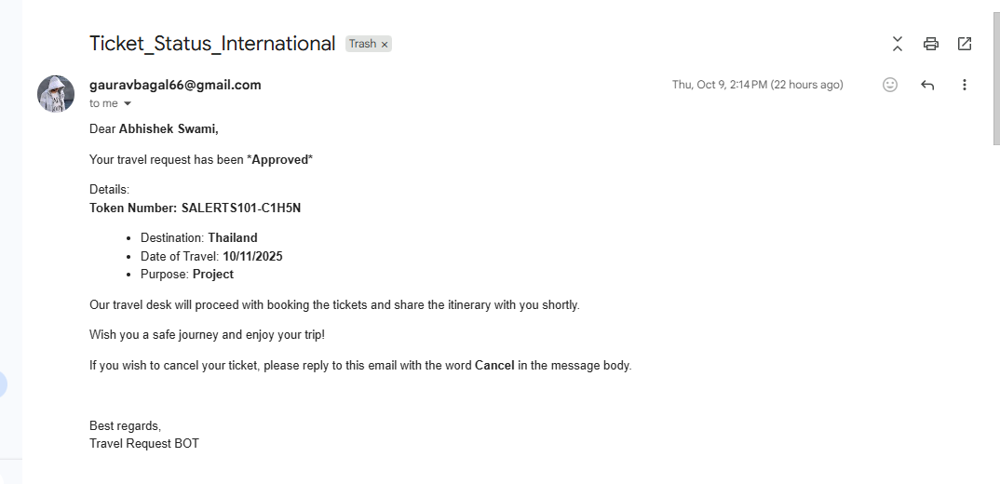 Ticket_Status_International Trash ×
gauravbagal66@gmail.com Thu, Oct 9, 2:14 PM (22 hours ago)
to me
Dear Abhishek Swami,
Your travel request has been *Approved*
Details:
Token Number: SALERTS101-C1H5N
• Destination: Thailand
• Date of Travel: 10/11/2025
• Purpose: Project
Our travel desk will proceed with booking the tickets and share the itinerary with you shortly.
Wish you a safe journey and enjoy your trip!
If you wish to cancel your ticket, please reply to this email with the word Cancel in the message body.
Best regards,
Travel Request BOT